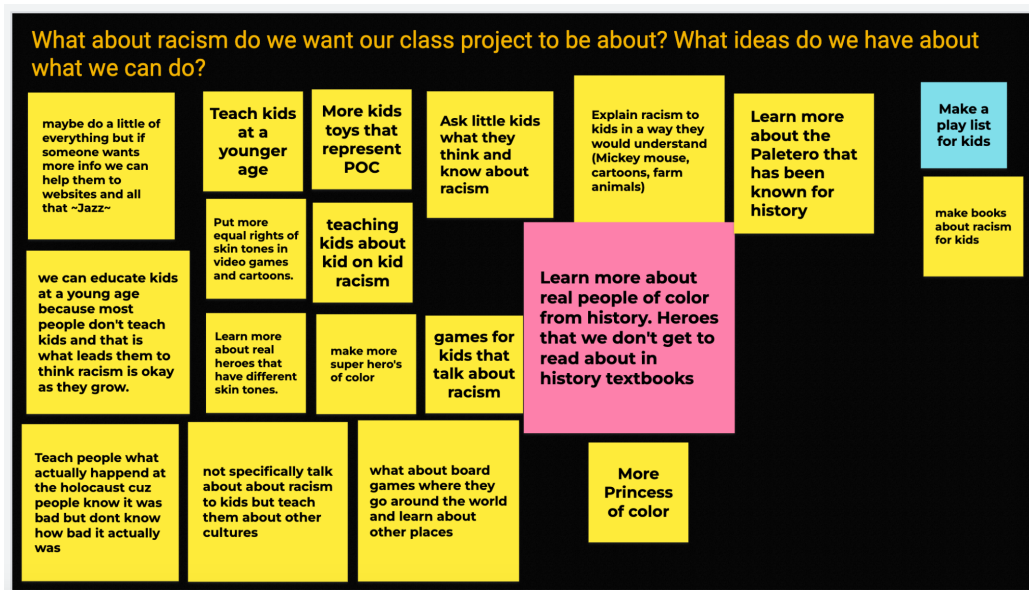 What about racism do we want our class project to be about? What ideas do we have about
what we can do?
maybe do a little of
everything but if
someone wants
more info we can
help them to
websites and all
that ~Jazz~
Teach kids
at a
younger
age
More kids
toys that
represent
POC
Ask little kids
what they
think and
know about
racism
Explain racism to
kids in a way they
would understand
(Mickey mouse,
cartoons, farm
animals)
Learn more
about the
Paletero that
has been
known for
history
Make a
play list
for kids
make books
about racism
for kids
Put more
equal rights of
skin tones in
video games
and cartoons.
teaching
kids about
kid on kid
racism
we can educate kids
at a young age
because most
people don't teach
kids and that is
what leads them to
think racism is okay
as they grow.
Learn more
about real
heroes that
have different
skin tones.
make more
super hero's
of color
games for
kids that
talk about
racism
Learn more about
real people of color
from history. Heroes
that we don't get to
read about in
history textbooks
Teach people what
actually happend at
the holocaust cuz
people know it was
bad but dont know
how bad it actually
was
not specifically talk
about about racism
to kids but teach
them about other
cultures
what about board
games where they
go around the world
and learn about
other places
More
Princess
of color